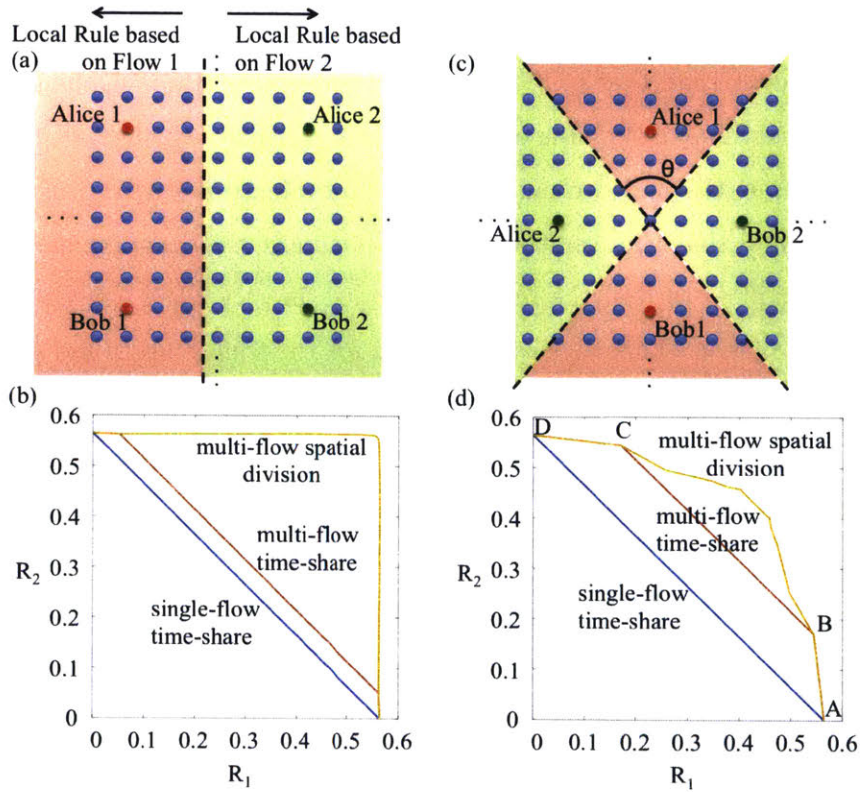 Local Rule based
on Flow 1
Local Rule based
on Flow 2
(a)
Alice 1
Alice 2
Bob 1
Bob 2
(c)
Alice 1
θ
Alice 2
Bob 2
Bob1
(b)
0.6
0.5
0.4
0.3
0.2
0.1
0
R2
multi-flow spatial
division
multi-flow
time-share
single-flow
time-share
0 0.1 0.2 0.3 0.4 0.5 0.6
R1
(d)
0.6
0.5
0.4
0.3
0.2
0.1
0
R2
D
C
multi-flow spatial
division
multi-flow
time-share
single-flow
time-share
B
A
0 0.1 0.2 0.3 0.4 0.5 0.6
R1